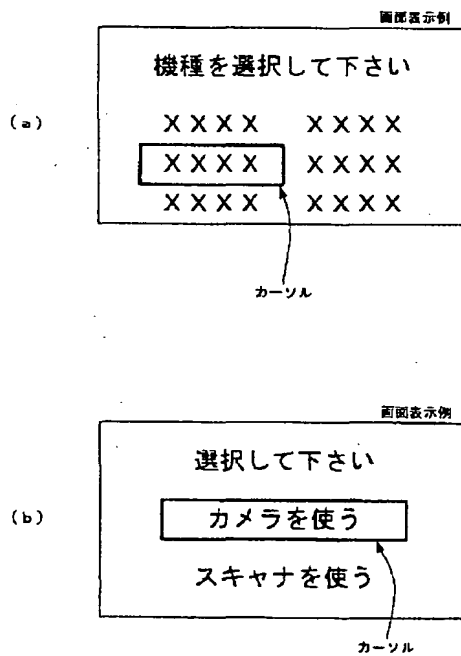 画面表示例
機種を選択して下さい
(a)
XXXX XXXX
XXXX XXXX
XXXX XXXX
カーソル
画面表示例
選択して下さい
(b)
カメラを使う
スキャナを使う
カーソル